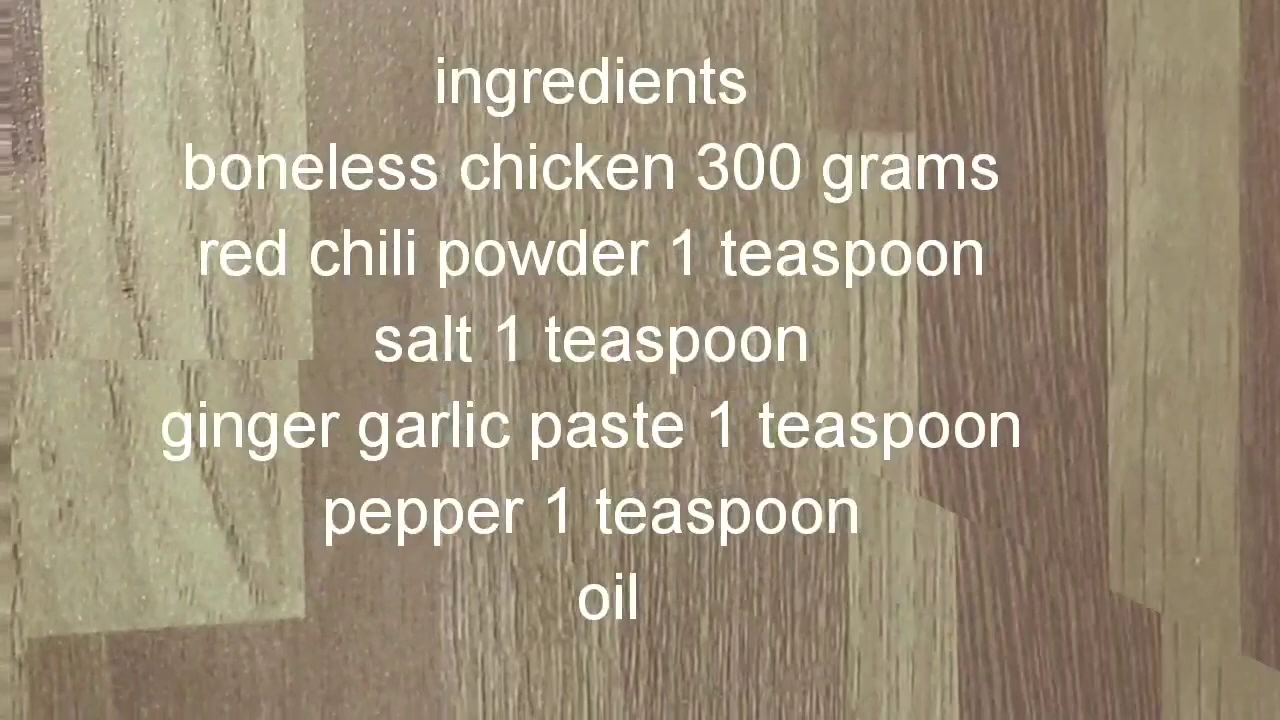 ingredients
boneless chicken 300 grams
red chili powder 1 teaspoon
salt 1 teaspoon
ginger garlic paste 1 teaspoon
pepper 1 teaspoon
oil